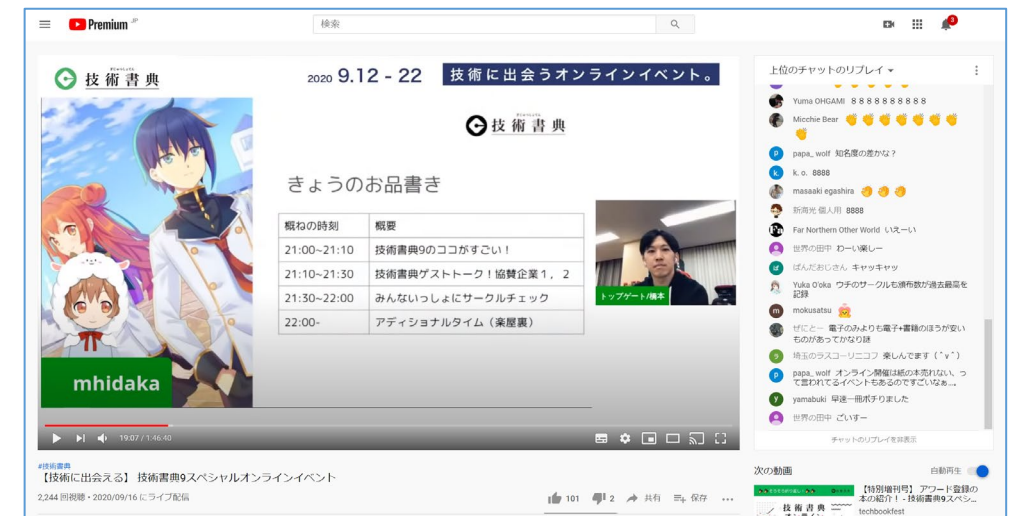 Premium JP
検索
3
技術書典
2020 9.12 - 22 技術に出会うオンラインイベント。
技術書典
きょうのお品書き
概ねの時刻 概要
21:00~21:10 技術書典9のココがすごい!
21:10~21:30 技術書典ゲストトーク!協賛企業1,2
21:30~22:00 みんないっしょにサークルチェック
22:00- アディショナルタイム(楽屋裏)
トップゲート/橋本
mhidaka
19:07 / 1:46:40
#技術書典
【技術に出会える】 技術書典9スペシャルオンラインイベント
2,244 回視聴・2020/09/16 にライブ配信
101 2 共有 保存
上位のチャットのリプレイ
Yuma OHGAMI 8 8 8 8 8 8 8 8 8 8
Micchie Bear
papa_wolf 知名度の差かな?
k. o. 8888
masaaki egashira
新海光 個人用 8888
Far Northern Other World いえーい
世界の田中 わーい楽しー
ぱんだおじさん キャッキャッ
Yuka O'oka ウチのサークルも頒布数が過去最高を
記録
mokusatsu
ぜにとー 電子のみよりも電子+書籍のほうが安い
ものがあってかなり謎
埼玉のラスコーリニコフ 楽しんでます(´∨`)
papa_wolf オンライン開催は紙の本売れない、っ
て言われてるイベントもあるのですごいなぁ…。
yamabuki 早速一冊ポチりました
世界の田中 ごいすー
チャットのリプレイを非表示
次の動画 自動再生
【特別増刊号】 アワード登録の
本の紹介! - 技術書典9スペシ...
techbookfest
技術書典